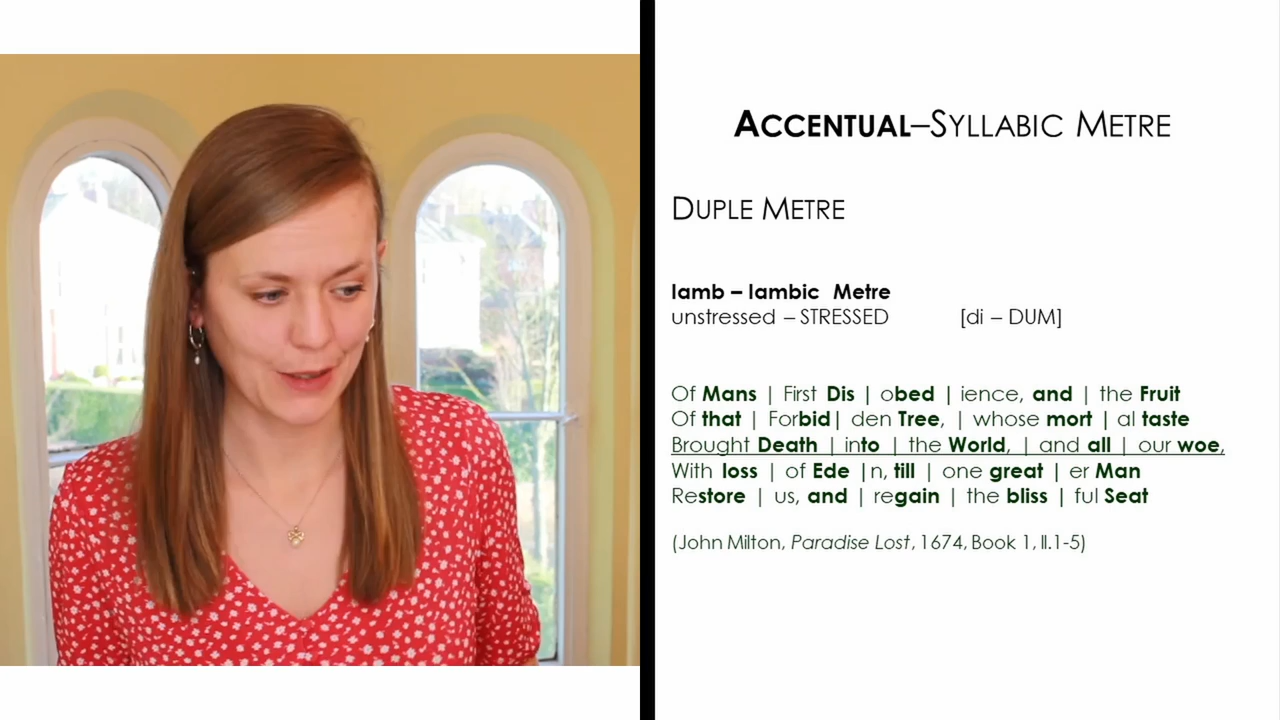 ACCENTUAL–SYLLABIC METRE
DUPLE METRE
Iamb – Iambic Metre
unstressed – STRESSED [di – DUM]
Of Mans | First Dis | obed | ience, and | the Fruit
Of that | Forbid| den Tree, | whose mort | al taste
Brought Death | into | the World, | and all | our woe,
With loss | of Ede |n, till | one great | er Man
Restore | us, and | regain | the bliss | ful Seat
(John Milton, Paradise Lost, 1674, Book 1, ll.1-5)